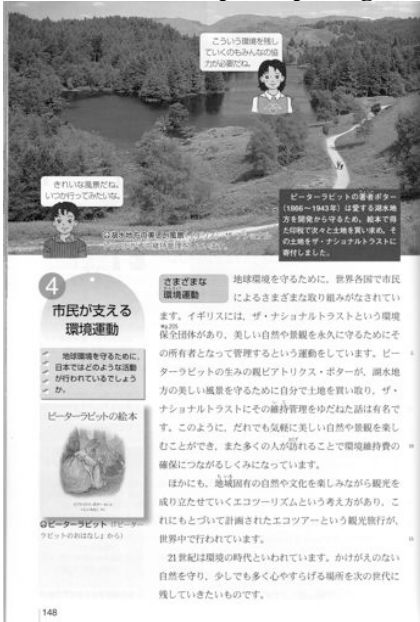 こういう環境を残し
ていくのもみんなの協
力が必要だね。
きれいな風景だね。
いつか行ってみたいな。
湖水地方の美しい風景
ピーターラビットの著者ポター
(1866〜1943年)は愛する湖水地
方を開発から守るため，絵本で得
た印税で次々と土地を買い求め，そ
の土地をザ・ナショナルトラストに
寄付しました。
4
市民が支える
環境運動
地球環境を守るために，
日本ではどのような活動
が行われているでしょう
か。
ピーターラビットの絵本
ピーターラビット（『ピーター
ラビットのおはなし』から）
さまざまな
環境運動
地球環境を守るために，世界各国で市民
によるさまざまな取り組みがなされてい
ます。イギリスには，ザ・ナショナルトラストという環境
p.205
保全団体があり，美しい自然や景観を永久に守るためにそ
の所有者となって管理するという運動をしています。ピー
ターラビットの生みの親ビアトリクス・ポターが，湖水地
方の美しい風景を守るために自分で土地を買い取り，ザ・
ナショナルトラストにその維持管理をゆだねた話は有名で
す。このように，だれでも気軽に美しい自然や景観を楽し
むことができ，また多くの人が訪れることで環境維持費の
確保につながるしくみになっています。
ほかにも，地域固有の自然や文化を楽しみながら観光を
成り立たせていくエコツーリズムという考え方があり，こ
れにもとづいて計画されたエコツアーという観光旅行が，
世界中で行われています。
21世紀は環境の時代といわれています。かけがえのない
自然を守り，少しでも多く心やすらげる場所を次の世代に
残していきたいものです。
5
10
15
148